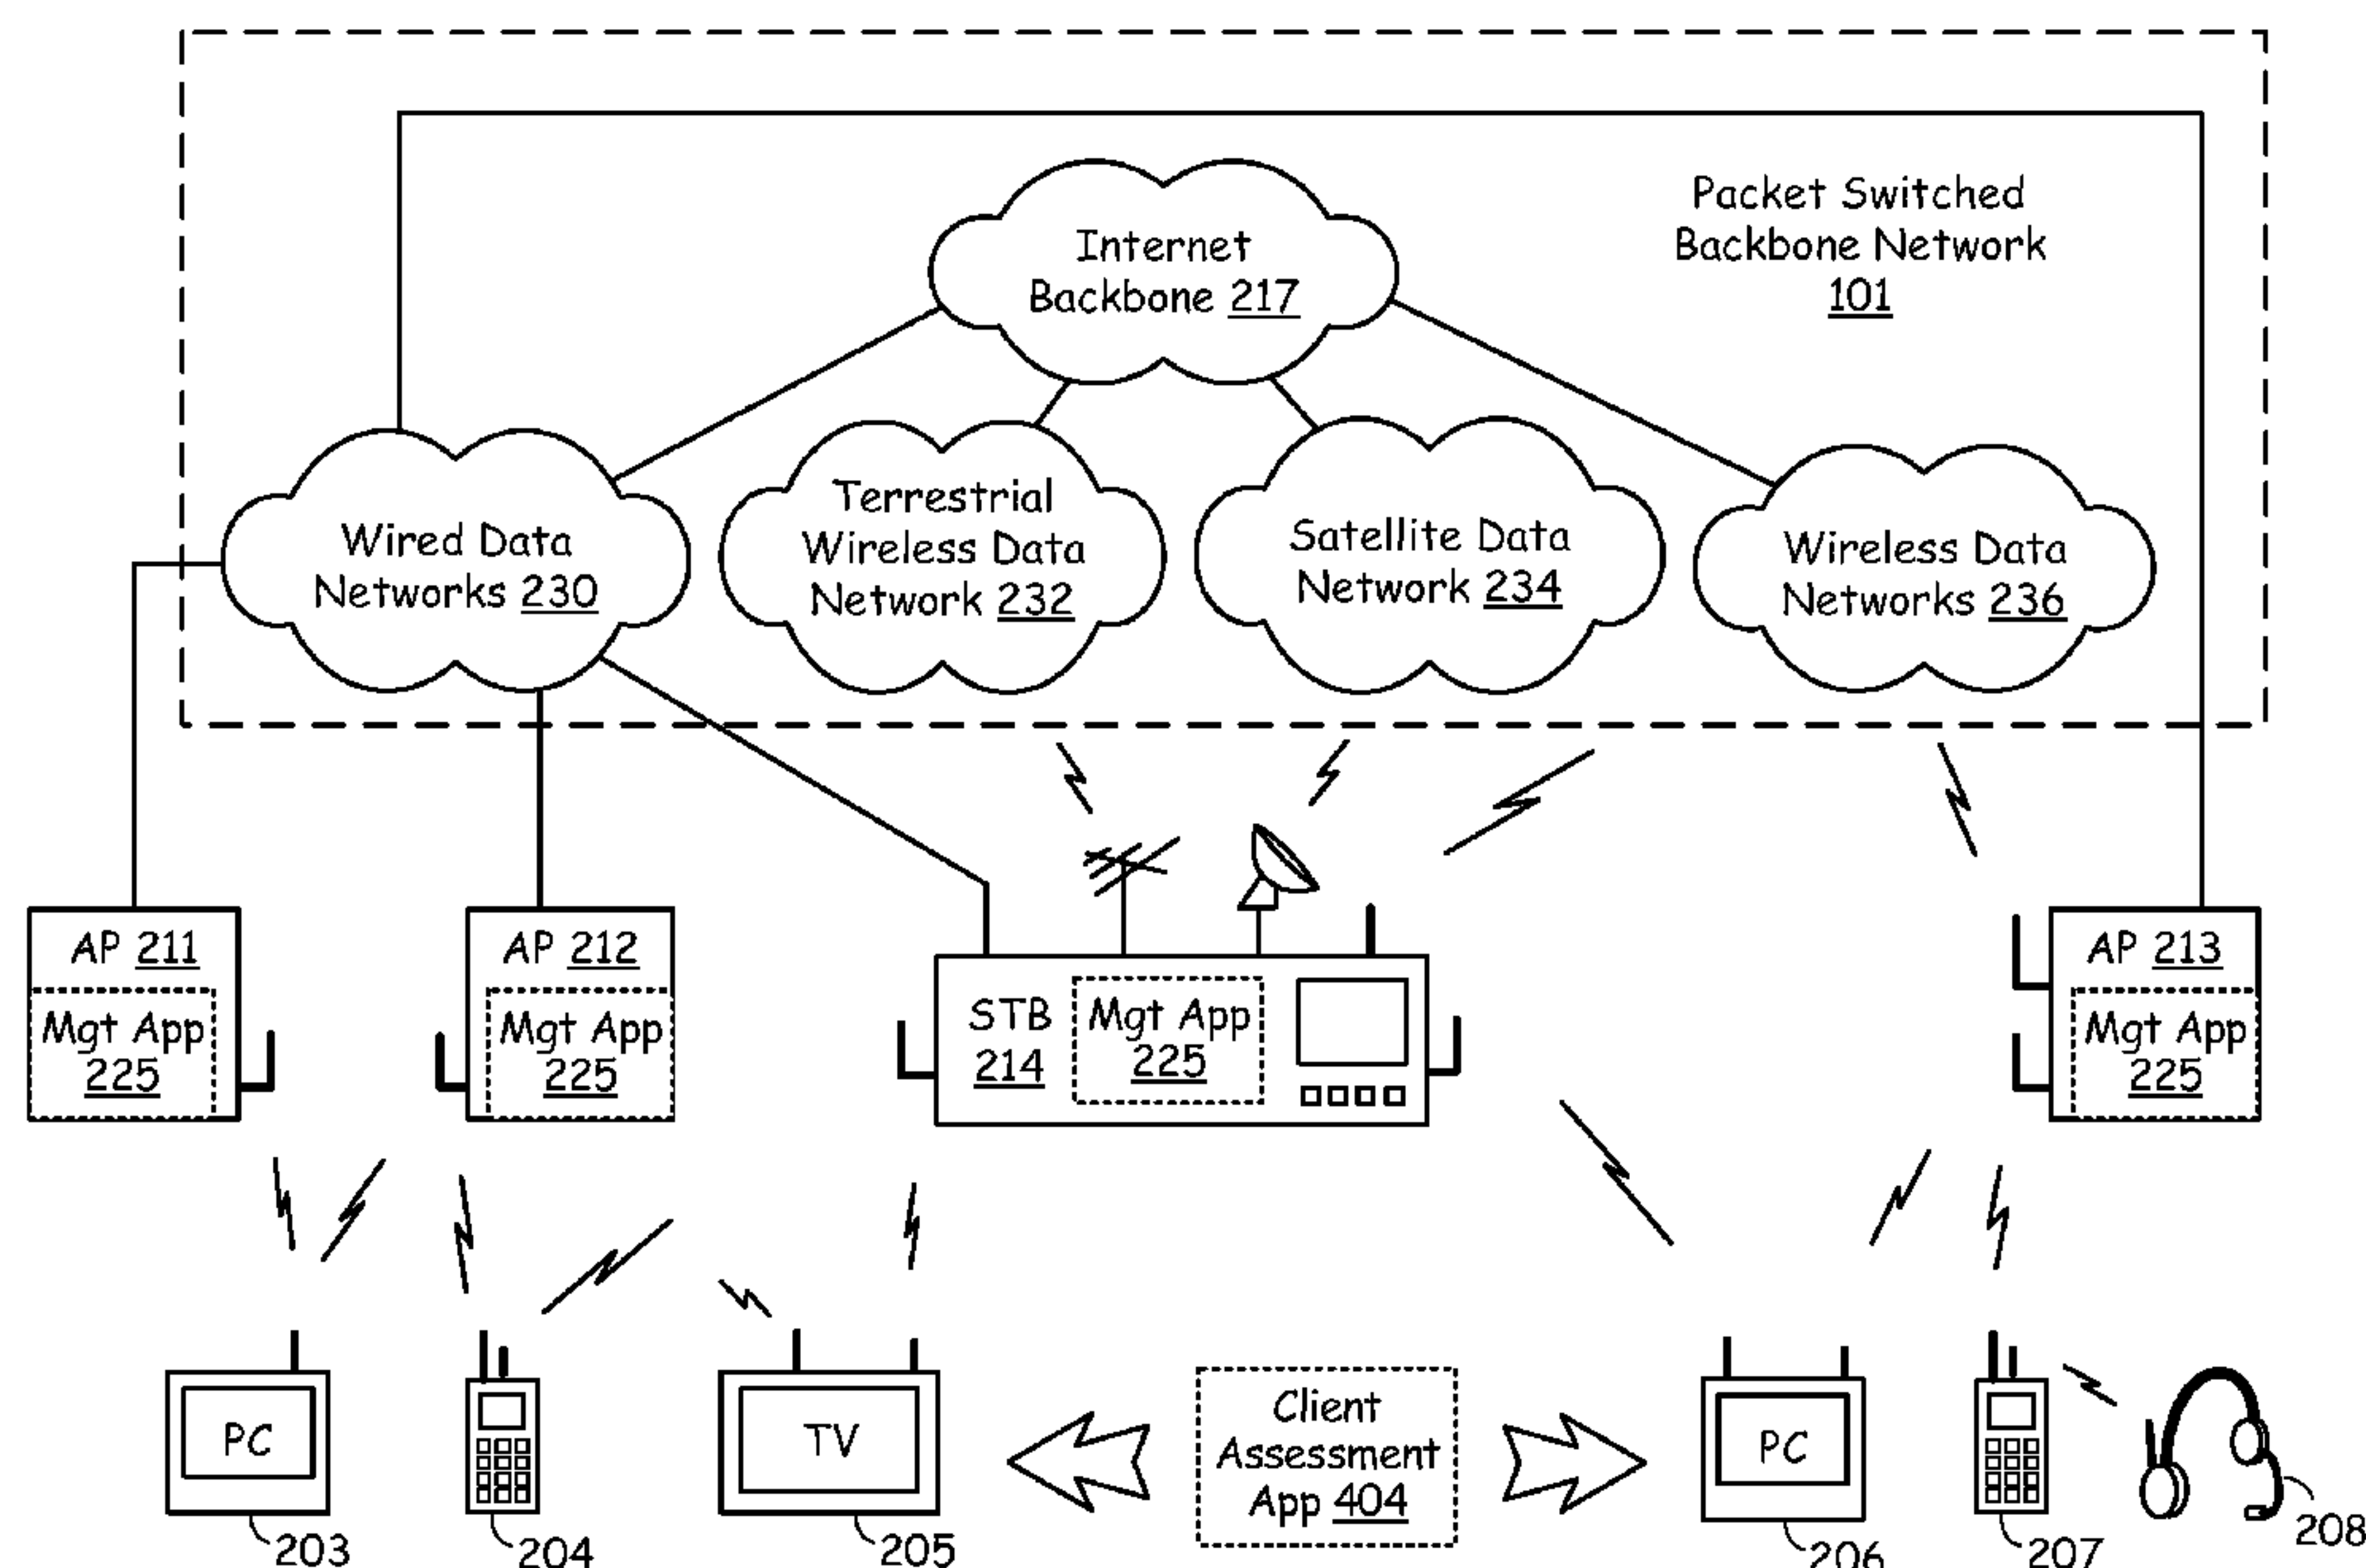 Packet Switched
Backbone Network
101
Internet
Backbone 217
Wired Data
Networks 230
Terrestrial
Wireless Data
Network 232
Satellite Data
Network 234
Wireless Data
Networks 236
AP 211
Mgt App
225
AP 212
Mgt App
225
STB
214
Mgt App
225
AP 213
Mgt App
225
PC
203
204
TV
205
Client
Assessment
App 404
PC
206
207
208